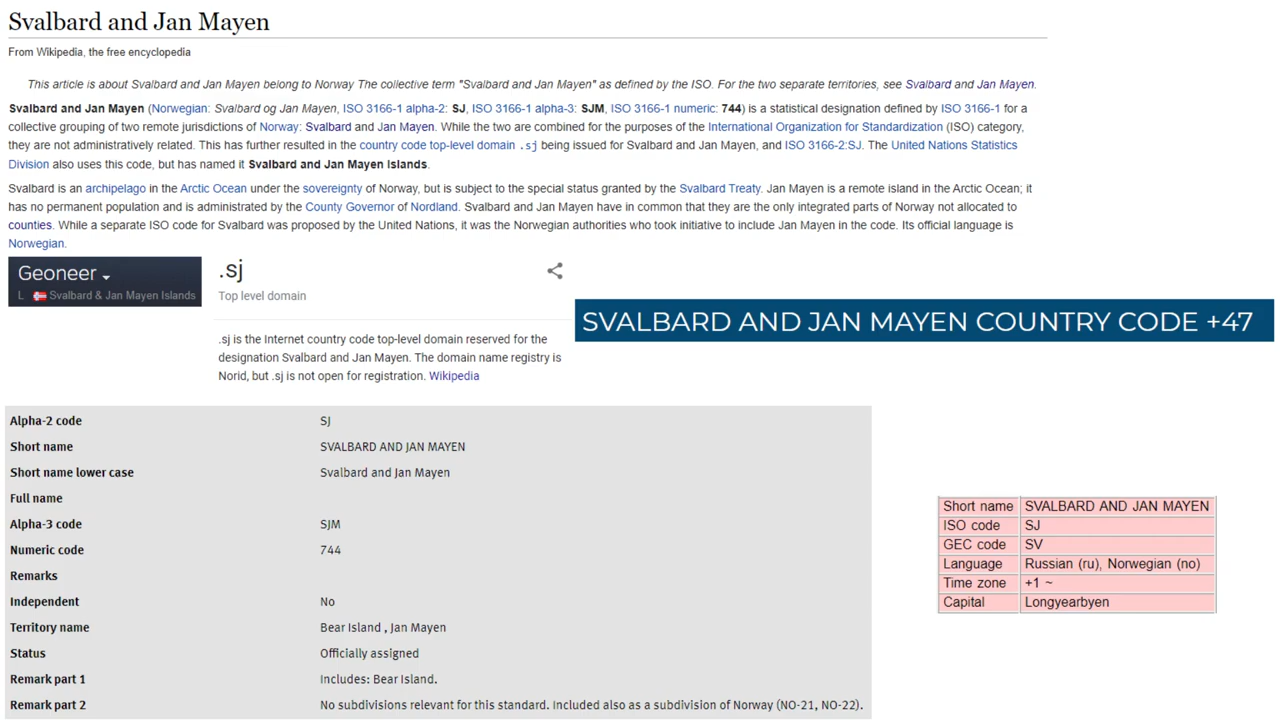 Svalbard and Jan Mayen
From Wikipedia, the free encyclopedia
This article is about Svalbard and Jan Mayen belong to Norway The collective term "Svalbard and Jan Mayen" as defined by the ISO. For the two separate territories, see Svalbard and Jan Mayen.
Svalbard and Jan Mayen (Norwegian: Svalbard og Jan Mayen, ISO 3166-1 alpha-2: SJ, ISO 3166-1 alpha-3: SJM, ISO 3166-1 numeric: 744) is a statistical designation defined by ISO 3166-1 for a
collective grouping of two remote jurisdictions of Norway: Svalbard and Jan Mayen. While the two are combined for the purposes of the International Organization for Standardization (ISO) category,
they are not administratively related. This has further resulted in the country code top-level domain .sj being issued for Svalbard and Jan Mayen, and ISO 3166-2:SJ. The United Nations Statistics
Division also uses this code, but has named it Svalbard and Jan Mayen Islands.
Svalbard is an archipelago in the Arctic Ocean under the sovereignty of Norway, but is subject to the special status granted by the Svalbard Treaty. Jan Mayen is a remote island in the Arctic Ocean; it
has no permanent population and is administrated by the County Governor of Nordland. Svalbard and Jan Mayen have in common that they are the only integrated parts of Norway not allocated to
counties. While a separate ISO code for Svalbard was proposed by the United Nations, it was the Norwegian authorities who took initiative to include Jan Mayen in the code. Its official language is
Norwegian.
Geoneer
L Svalbard & Jan Mayen Islands
.sj
Top level domain
.sj is the Internet country code top-level domain reserved for the
designation Svalbard and Jan Mayen. The domain name registry is
Norid, but .sj is not open for registration. Wikipedia
SVALBARD AND JAN MAYEN COUNTRY CODE +47
Alpha-2 code SJ
Short name SVALBARD AND JAN MAYEN
Short name lower case Svalbard and Jan Mayen
Full name
Alpha-3 code SJM
Numeric code 744
Remarks
Independent No
Territory name Bear Island , Jan Mayen
Status Officially assigned
Remark part 1 Includes: Bear Island.
Remark part 2 No subdivisions relevant for this standard. Included also as a subdivision of Norway (NO-21, NO-22).
Short name SVALBARD AND JAN MAYEN
ISO code SJ
GEC code SV
Language Russian (ru), Norwegian (no)
Time zone +1 ~
Capital Longyearbyen